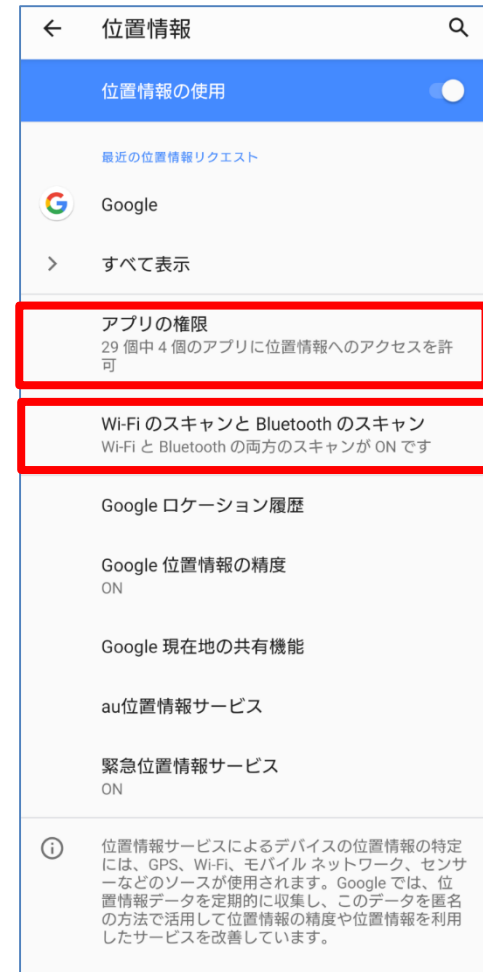 位置情報
位置情報の使用
最近の位置情報リクエスト
Google
すべて表示
アプリの権限
29 個中 4 個のアプリに位置情報へのアクセスを許
可
Wi-Fi のスキャンと Bluetooth のスキャン
Wi-Fi と Bluetooth の両方のスキャンが ON です
Google ロケーション履歴
Google 位置情報の精度
ON
Google 現在地の共有機能
au位置情報サービス
緊急位置情報サービス
ON
位置情報サービスによるデバイスの位置情報の特定
には、GPS、Wi-Fi、モバイル ネットワーク、センサ
ーなどのソースが使用されます。Google では、位
置情報データを定期的に収集し、このデータを匿名
の方法で活用して位置情報の精度や位置情報を利用
したサービスを改善しています。